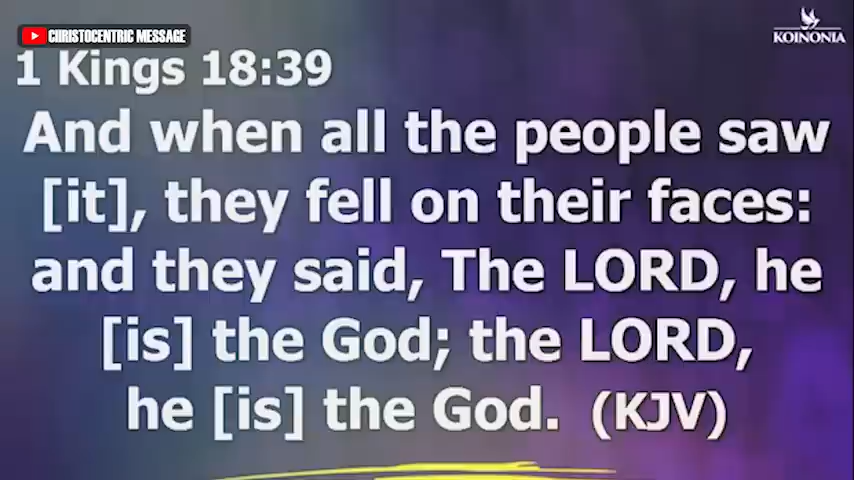 CHRISTOCENTRIC MESSAGE
KOINONIA
1 Kings 18:39
And when all the people saw
[it], they fell on their faces:
and they said, The LORD, he
[is] the God; the LORD,
he [is] the God. (KJV)